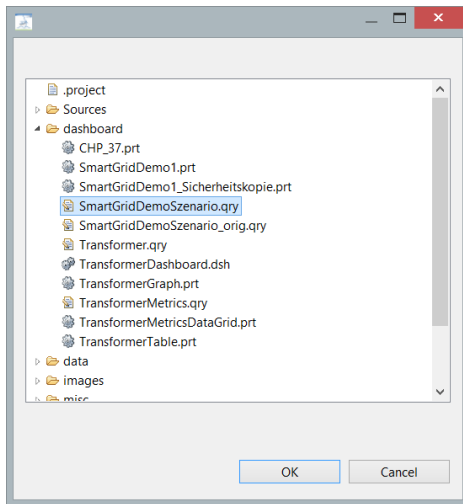 .project
Sources
dashboard
CHP_37.prt
SmartGridDemo1.prt
SmartGridDemo1_Sicherheitskopie.prt
SmartGridDemoSzenario.qry
SmartGridDemoSzenario_orig.qry
Transformer.qry
TransformerDashboard.dsh
TransformerGraph.prt
TransformerMetrics.qry
TransformerMetricsDataGrid.prt
TransformerTable.prt
data
images
misc
OK Cancel